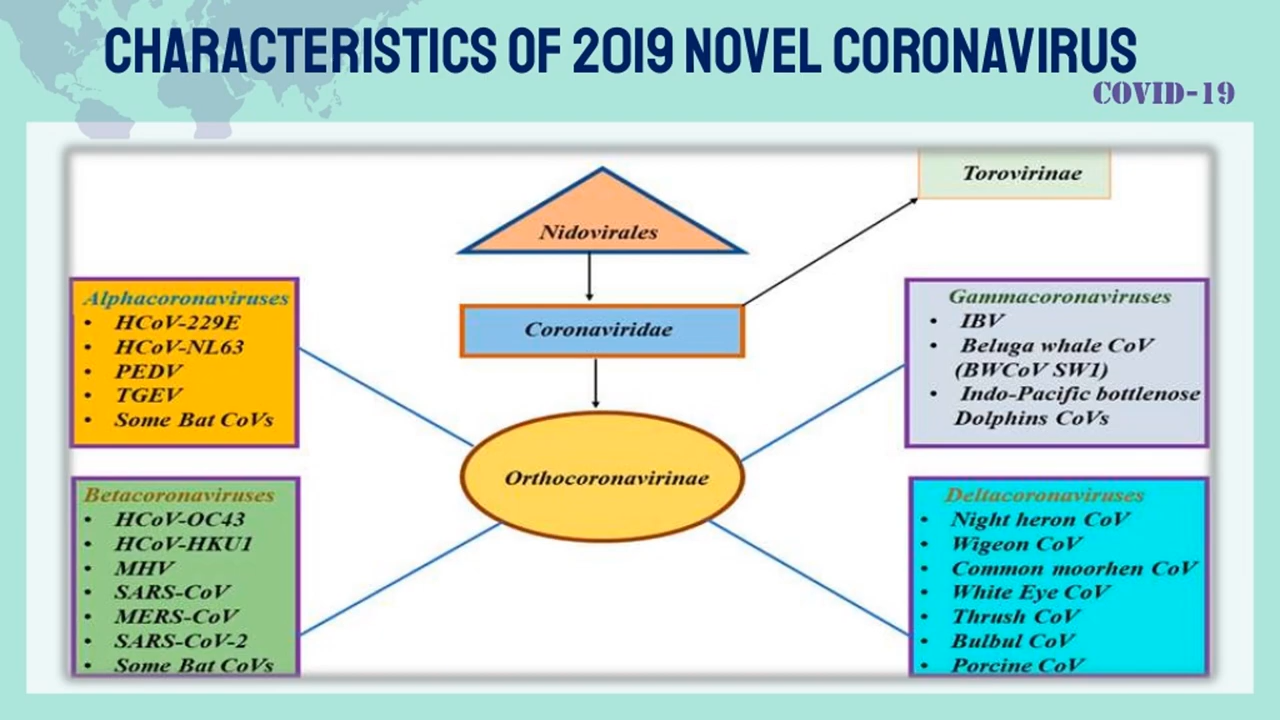 CHARACTERISTICS OF 2019 NOVEL CORONAVIRUS
COVID-19
Torovirinae
Nidovirales
Coronaviridae
Orthocoronavirinae
Alphacoronaviruses
• HCoV-229E
• HCoV-NL63
• PEDV
• TGEV
• Some Bat CoVs
Betacoronaviruses
• HCoV-OC43
• HCoV-HKU1
• MHV
• SARS-CoV
• MERS-CoV
• SARS-CoV-2
• Some Bat CoVs
Gammacoronaviruses
• IBV
• Beluga whale CoV
(BWCoV SW1)
• Indo-Pacific bottlenose
Dolphins CoVs
Deltacoronaviruses
• Night heron CoV
• Wigeon CoV
• Common moorhen CoV
• White Eye CoV
• Thrush CoV
• Bulbul CoV
• Porcine CoV